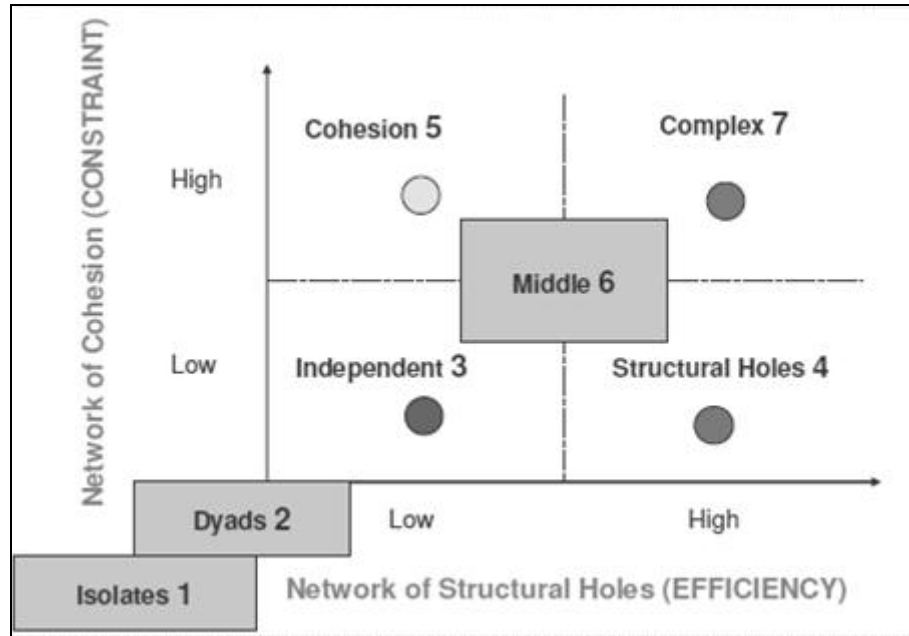 Network of Cohesion (CONSTRAINT)
Cohesion 5
Complex 7
High
Middle 6
Low
Independent 3
Structural Holes 4
Dyads 2
Low
High
Isolates 1
Network of Structural Holes (EFFICIENCY)